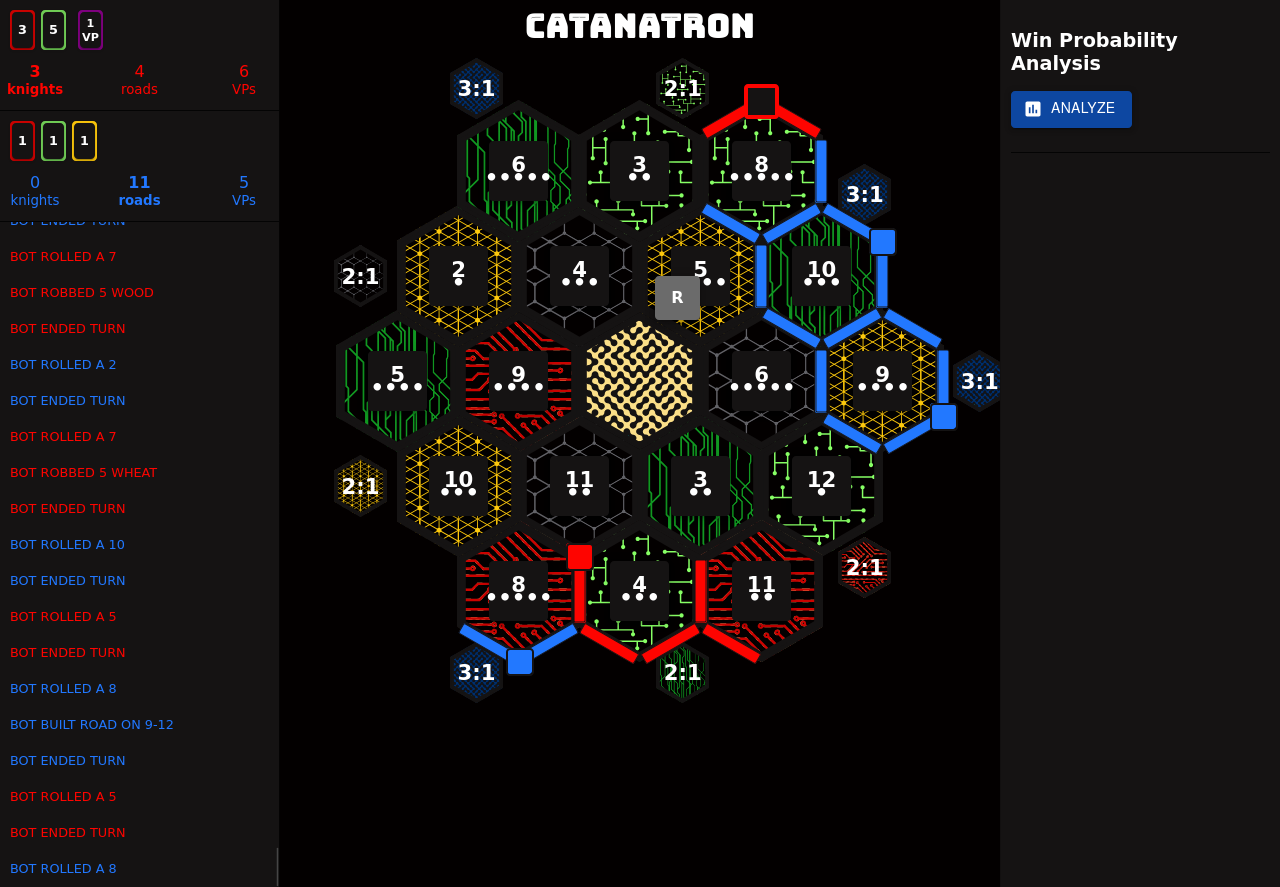 CATANATRON
3 5 1 VP
3 knights 4 roads 6 VPs
1 1 1
0 knights 11 roads 5 VPs
BOT ENDED TURN
BOT ROLLED A 7
BOT ROBBED 5 WOOD
BOT ENDED TURN
BOT ROLLED A 2
BOT ENDED TURN
BOT ROLLED A 7
BOT ROBBED 5 WHEAT
BOT ENDED TURN
BOT ROLLED A 10
BOT ENDED TURN
BOT ROLLED A 5
BOT ENDED TURN
BOT ROLLED A 8
BOT BUILT ROAD ON 9-12
BOT ENDED TURN
BOT ROLLED A 5
BOT ENDED TURN
BOT ROLLED A 8
3:1 2:1
6 3 8
3:1
2:1 2 4 5 10
R
5 9 6 9 3:1
2:1 10 11 3 12
2:1
8 4 11
3:1 2:1
Win Probability
Analysis
ANALYZE